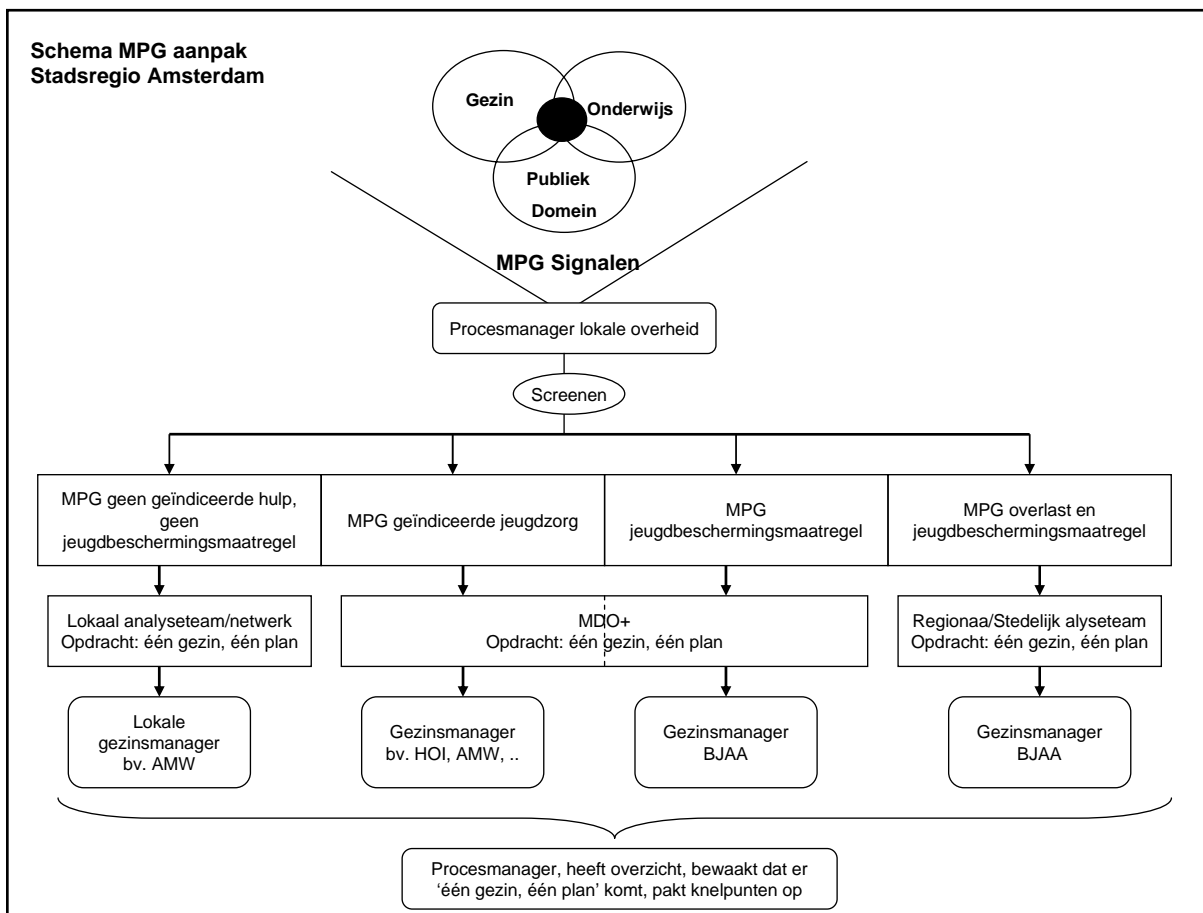 Schema MPG aanpak
Stadsregio Amsterdam
Gezin
Onderwijs
Publiek
Domein
MPG Signalen
Procesmanager lokale overheid
Screenen
MPG geen geïndiceerde hulp,
geen
jeugdbeschermingsmaatregel
MPG geïndiceerde jeugdzorg
MPG
jeugdbeschermingsmaatregel
MPG overlast en
jeugdbeschermingsmaatregel
Lokaal analyseteam/netwerk
Opdracht: één gezin, één plan
MDO+
Opdracht: één gezin, één plan
Regionaa/Stedelijk alyseteam
Opdracht: één gezin, één plan
Lokale
gezinsmanager
bv. AMW
Gezinsmanager
bv. HOI, AMW, ..
Gezinsmanager
BJAA
Gezinsmanager
BJAA
Procesmanager, heeft overzicht, bewaakt dat er
‘één gezin, één plan’ komt, pakt knelpunten op